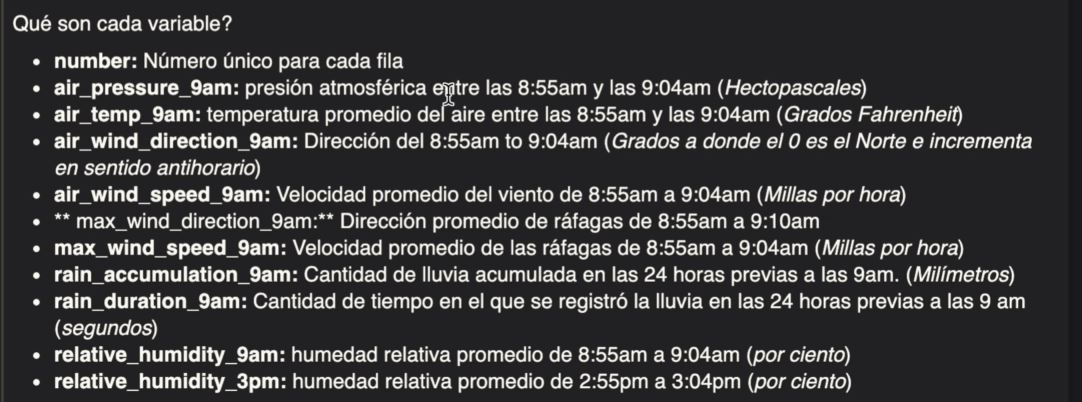 Qué son cada variable?
• number: Número único para cada fila
• air_pressure_9am: presión atmosférica entre las 8:55am y las 9:04am (Hectopascales)
• air_temp_9am: temperatura promedio del aire entre las 8:55am y las 9:04am (Grados Fahrenheit)
• air_wind_direction_9am: Dirección del 8:55am to 9:04am (Grados a donde el 0 es el Norte e incrementa
en sentido antihorario)
• air_wind_speed_9am: Velocidad promedio del viento de 8:55am a 9:04am (Millas por hora)
• ** max_wind_direction_9am:** Dirección promedio de ráfagas de 8:55am a 9:10am
• max_wind_speed_9am: Velocidad promedio de las ráfagas de 8:55am a 9:04am (Millas por hora)
• rain_accumulation_9am: Cantidad de lluvia acumulada en las 24 horas previas a las 9am. (Milímetros)
• rain_duration_9am: Cantidad de tiempo en el que se registró la lluvia en las 24 horas previas a las 9 am
(segundos)
• relative_humidity_9am: humedad relativa promedio de 8:55am a 9:04am (por ciento)
• relative_humidity_3pm: humedad relativa promedio de 2:55pm a 3:04pm (por ciento)